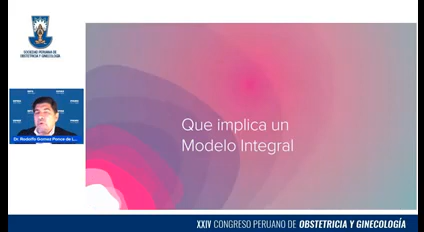 SOCIEDAD PERUANA DE
OBSTETRICIA Y GINECOLOGÍA
Dr. Rodolfo Gomez Ponce de L...
Que implica un
Modelo Integral
XXIV CONGRESO PERUANO DE OBSTETRICIA Y GINECOLOGÍA